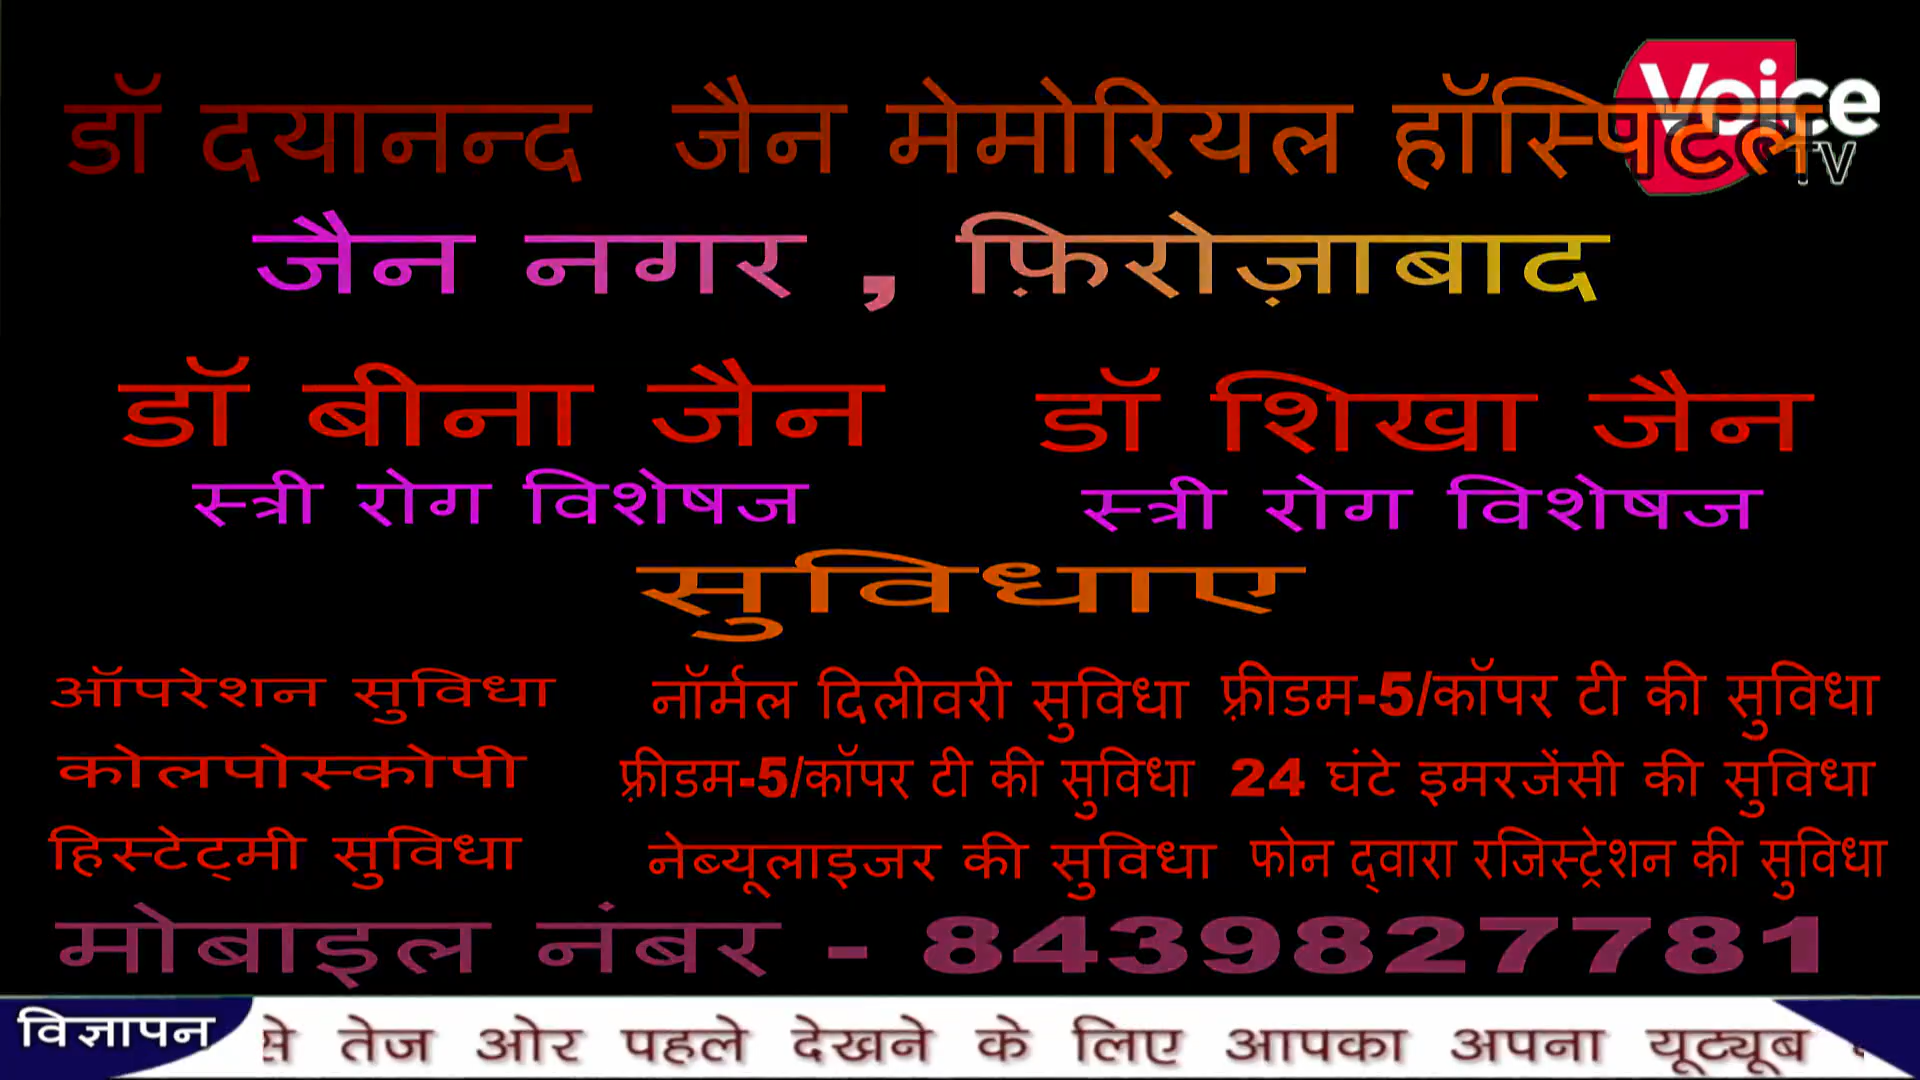 डॉ दयानन्द जैन मेमोरियल हॉस्पिटल
Voice
TV
जैन नगर , फ़िरोज़ाबाद
डॉ बीना जैन
डॉ शिखा जैन
स्त्री रोग विशेषज
स्त्री रोग विशेषज
सुविधाए
ऑपरेशन सुविधा
नॉर्मल दिलीवरी सुविधा
फ़्रीडम-5/कॉपर टी की सुविधा
कोलपोस्कोपी
फ़्रीडम-5/कॉपर टी की सुविधा
24 घंटे इमरजेंसी की सुविधा
हिस्टेट्मी सुविधा
नेब्यूलाइजर की सुविधा
फोन द्वारा रजिस्ट्रेशन की सुविधा
मोबाइल नंबर - 8439827781
विज्ञापन
से तेज ओर पहले देखने के लिए आपका अपना यूट्यूब